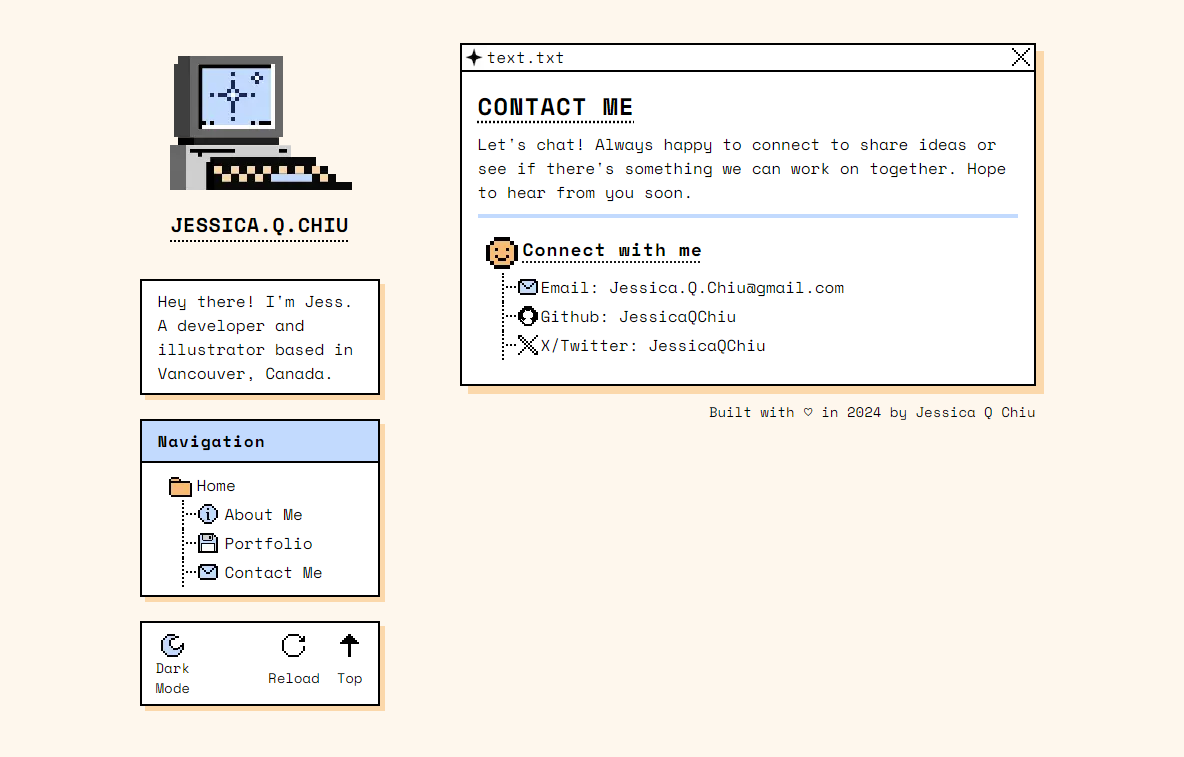 JESSICA.Q.CHIU
Hey there! I'm Jess.
A developer and
illustrator based in
Vancouver, Canada.
Navigation
Home
About Me
Portfolio
Contact Me
Dark
Mode
Reload
Top
text.txt
CONTACT ME
Let's chat! Always happy to connect to share ideas or
see if there's something we can work on together. Hope
to hear from you soon.
Connect with me
Email: Jessica.Q.Chiu@gmail.com
Github: JessicaQChiu
X/Twitter: JessicaQChiu
Built with ♡ in 2024 by Jessica Q Chiu